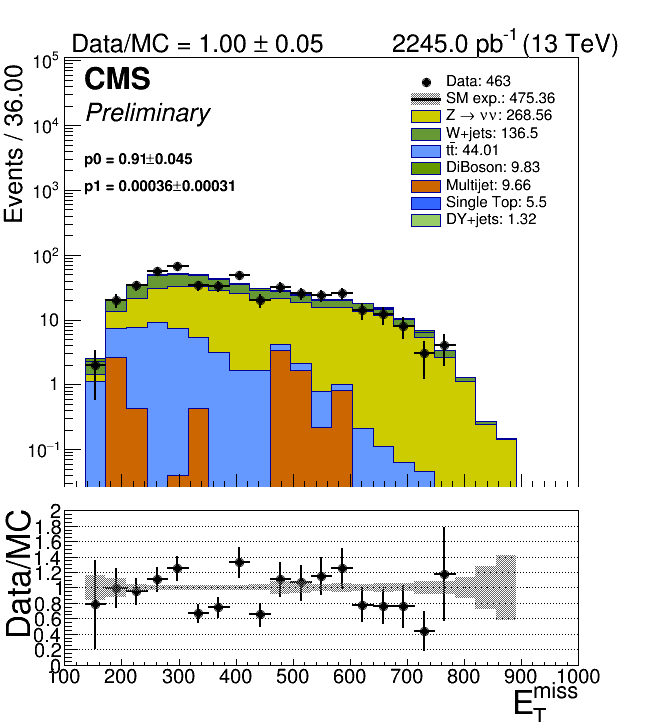 Data/MC = 1.00 ± 0.05 2245.0 pb⁻¹ (13 TeV)
CMS
Preliminary
p0 = 0.91±0.045
p1 = 0.00036±0.00031
Data: 463
SM exp.: 475.36
Z → νν: 268.56
W+jets: 136.5
tt̄: 44.01
DiBoson: 9.83
Multijet: 9.66
Single Top: 5.5
DY+jets: 1.32
Events / 36.00
10⁵
10⁴
10³
10²
10
1
10⁻¹
Data/MC
2
1.8
1.6
1.4
1.2
1
0.8
0.6
0.4
0.2
0
100 200 300 400 500 600 700 800 900 1000
E_T^miss